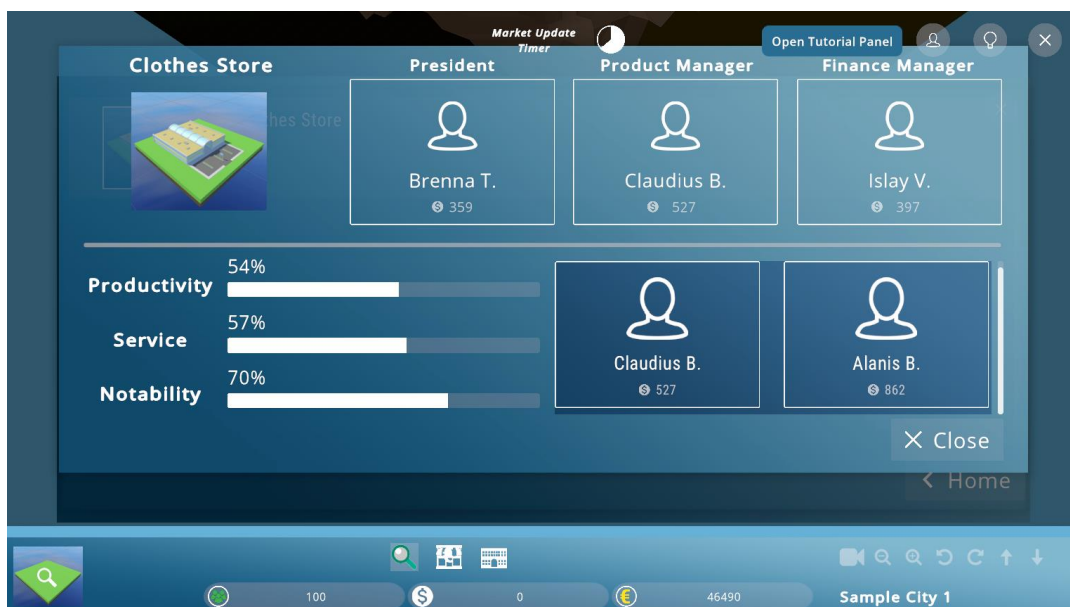 Market Update
Timer
Open Tutorial Panel
Clothes Store
President
Product Manager
Finance Manager
hes Store
Brenna T.
359
Claudius B.
527
Islay V.
397
Productivity
54%
Service
57%
Notability
70%
Claudius B.
527
Alanis B.
862
Close
Home
100
0
46490
Sample City 1